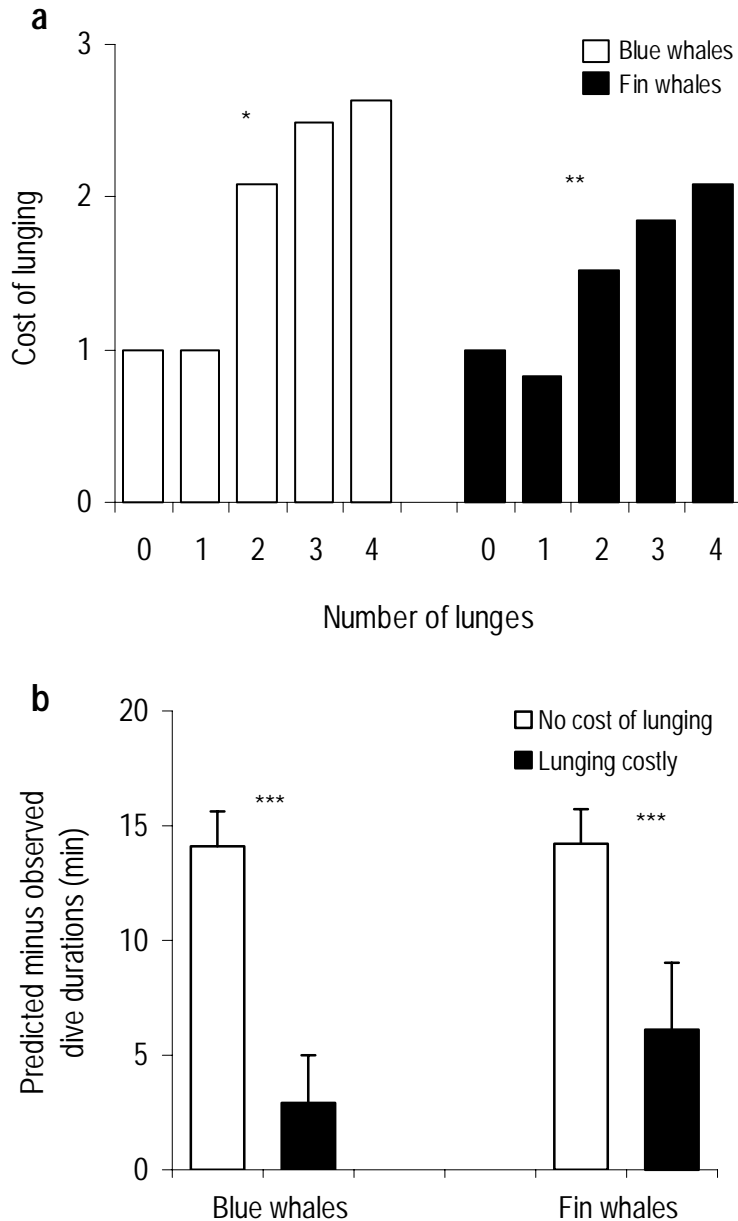 a
3
2
1
0
Cost of lunging
Blue whales
Fin whales
*
**
0 1 2 3 4 0 1 2 3 4
Number of lunges
b
20
15
10
5
0
Predicted minus observed
dive durations (min)
No cost of lunging
Lunging costly
***
***
Blue whales Fin whales